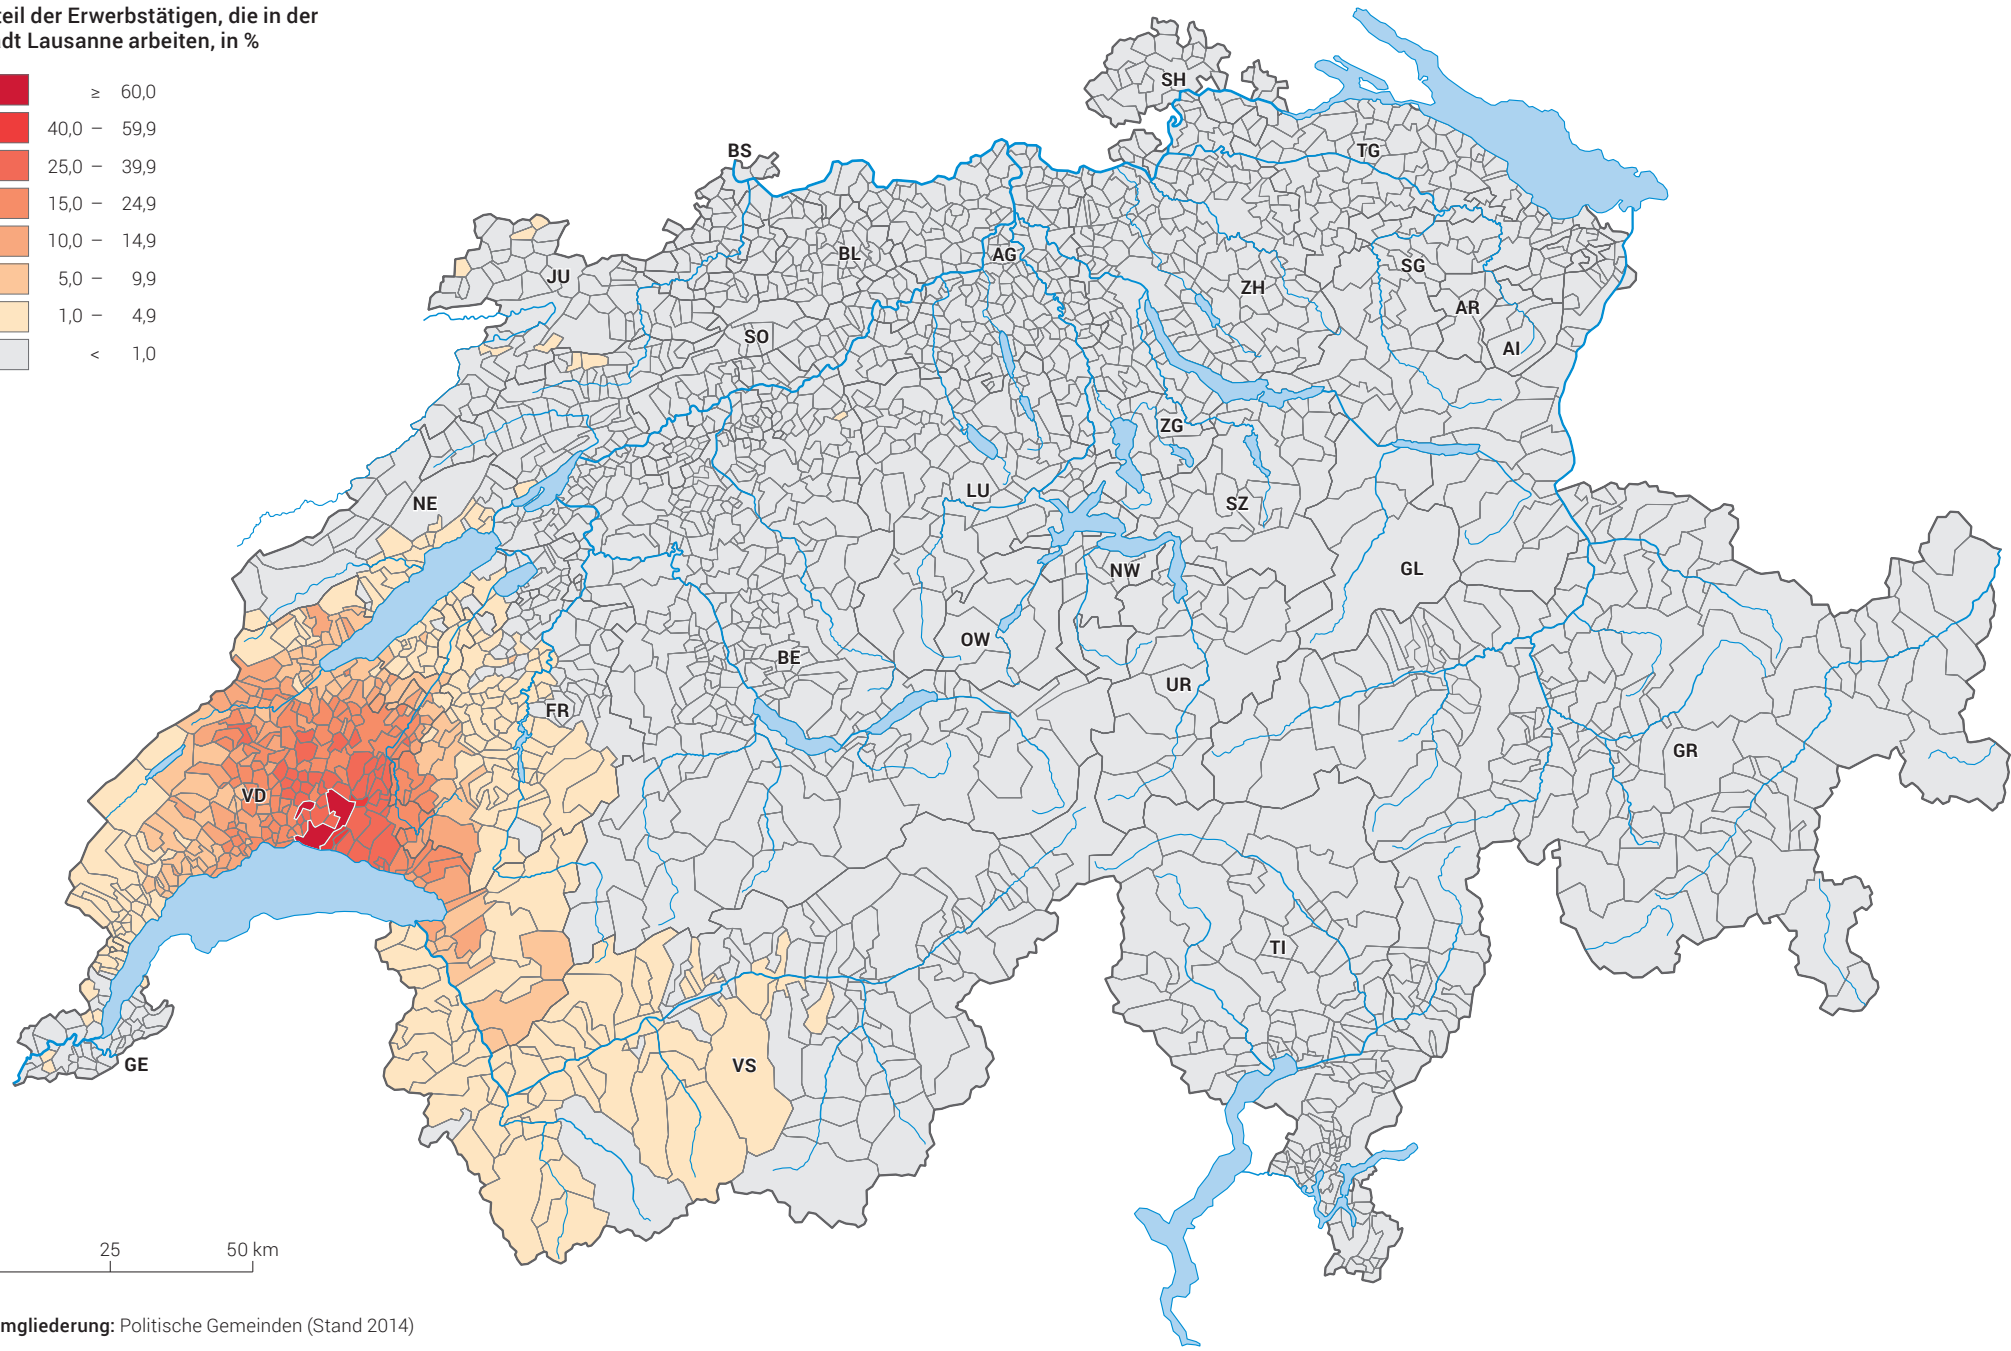 teil der Erwerbstätigen, die in der
dt Lausanne arbeiten, in %
≥ 60,0
40,0 – 59,9
25,0 – 39,9
15,0 – 24,9
10,0 – 14,9
5,0 – 9,9
1,0 – 4,9
< 1,0
SH
BS
TG
BL
AG
JU
SG
ZH
AR
SO
AI
ZG
LU
SZ
NE
NW
GL
OW
BE
UR
FR
GR
VD
TI
GE
VS
25
50 km
mgliederung: Politische Gemeinden (Stand 2014)